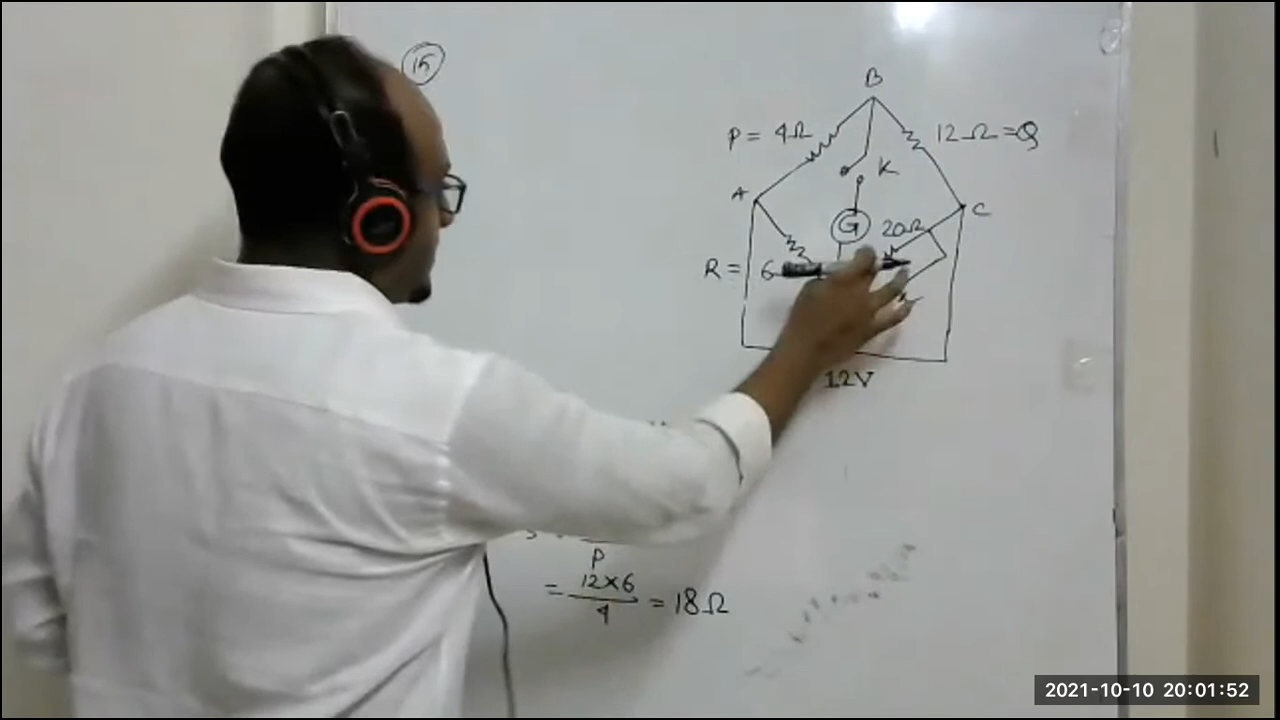 15
B
P = 4Ω
12Ω = Q
K
A
C
G
20Ω
R = 6
12V
P
= 12×6
4
= 18Ω
2021-10-10 20:01:52